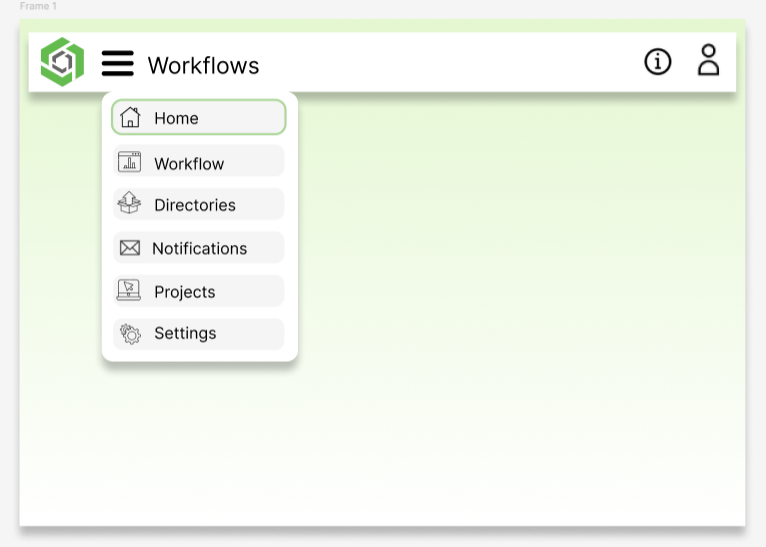 Frame 1
Workflows
Home
Workflow
Directories
Notifications
Projects
Settings